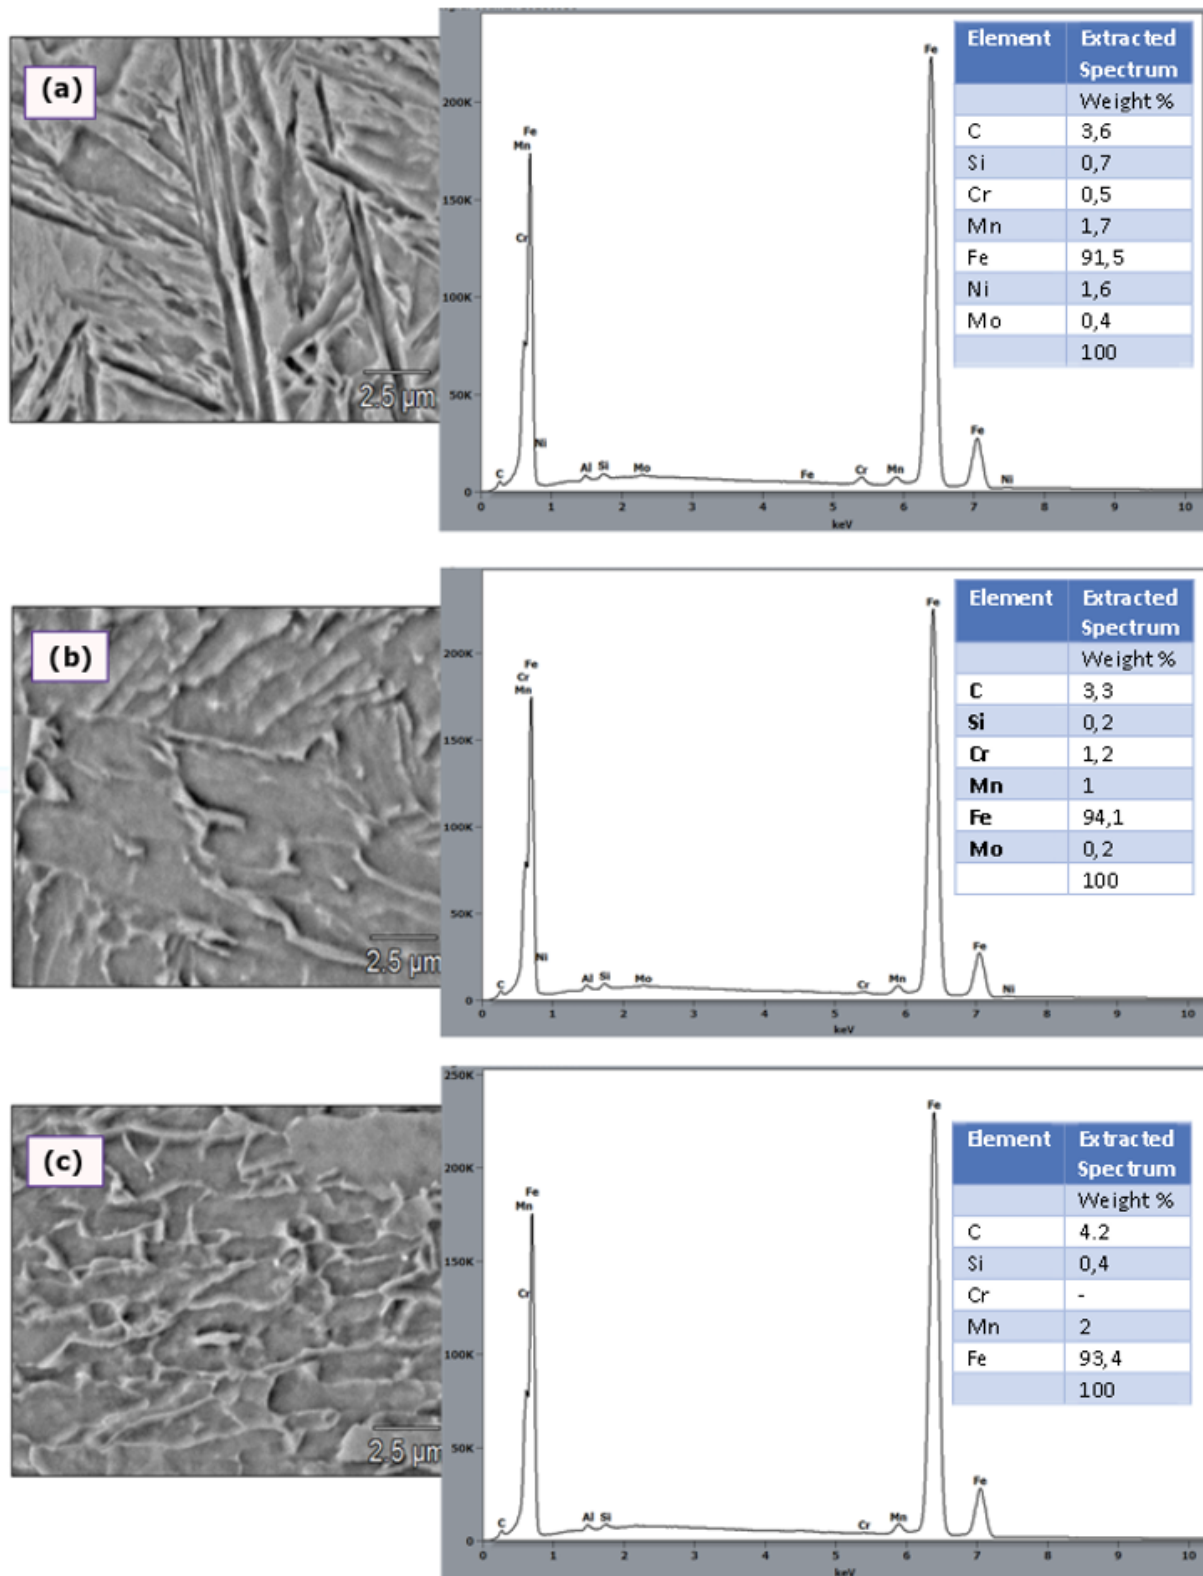 (a)
2.5 µm
Fe
Mn
Cr
Ni
C
Al
Si
Mo
Fe
Cr
Mn
Fe
Fe
Ni
200K
150K
100K
50K
0
0 1 2 3 4 5 6 7 8 9 10
keV
Element Extracted
Spectrum
Weight %
C 3,6
Si 0,7
Cr 0,5
Mn 1,7
Fe 91,5
Ni 1,6
Mo 0,4
100
(b)
2.5 µm
Fe
Cr
Mn
Ni
C
Al
Si
Mo
Cr
Mn
Fe
Fe
Ni
200K
150K
100K
50K
0
0 1 2 3 4 5 6 7 8 9 10
keV
Element Extracted
Spectrum
Weight %
C 3,3
Si 0,2
Cr 1,2
Mn 1
Fe 94,1
Mo 0,2
100
(c)
2.5 µm
Fe
Mn
Cr
C
Al
Si
Cr
Mn
Fe
Fe
250K
200K
150K
100K
50K
0
0 1 2 3 4 5 6 7 8 9 10
keV
Element Extracted
Spectrum
Weight %
C 4.2
Si 0,4
Cr -
Mn 2
Fe 93,4
100